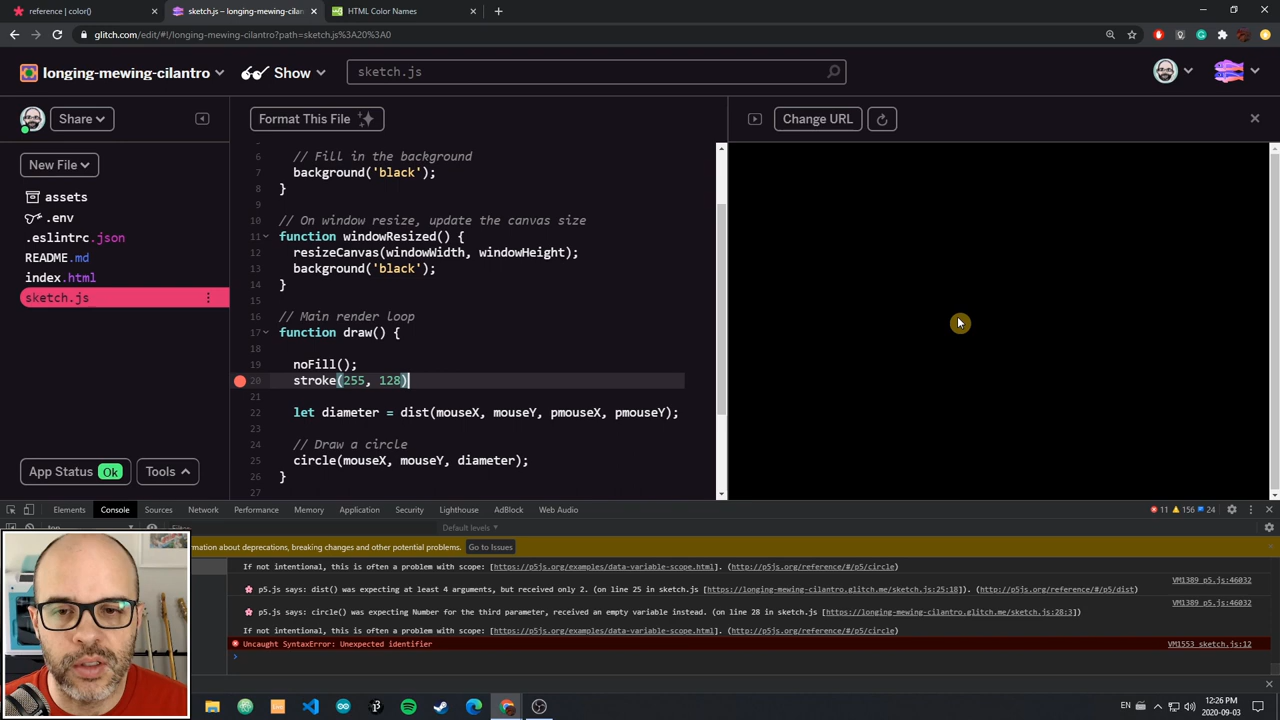 reference | color()
sketch.js – longing-mewing-cilan
HTML Color Names
glitch.com/edit/#!/longing-mewing-cilantro?path=sketch.js%3A20%3A0
longing-mewing-cilantro
Show
sketch.js
Share
Format This File
Change URL
New File
assets
.env
.eslintrc.json
README.md
index.html
sketch.js
App Status Ok
Tools
6 // Fill in the background
7 background('black');
8 }
9
10 // On window resize, update the canvas size
11 function windowResized() {
12 resizeCanvas(windowWidth, windowHeight);
13 background('black');
14 }
15
16 // Main render loop
17 function draw() {
18
19 noFill();
20 stroke(255, 128)
21
22 let diameter = dist(mouseX, mouseY, pmouseX, pmouseY);
23
24 // Draw a circle
25 circle(mouseX, mouseY, diameter);
26 }
27
Elements Console Sources Network Performance Memory Application Security Lighthouse AdBlock Web Audio 11 156 24
top Filter Default levels
mation about deprecations, breaking changes and other potential problems. Go to Issues
If not intentional, this is often a problem with scope: [https://p5js.org/examples/data-variable-scope.html]. (http://p5js.org/reference/#/p5/circle)
VM1389 p5.js:46032
p5.js says: dist() was expecting at least 4 arguments, but received only 2. (on line 25 in sketch.js [https://longing-mewing-cilantro.glitch.me/sketch.js:25:18]). (http://p5js.org/reference/#/p5/dist)
VM1389 p5.js:46032
p5.js says: circle() was expecting Number for the third parameter, received an empty variable instead. (on line 28 in sketch.js [https://longing-mewing-cilantro.glitch.me/sketch.js:28:3]).
If not intentional, this is often a problem with scope: [https://p5js.org/examples/data-variable-scope.html]. (http://p5js.org/reference/#/p5/circle)
Uncaught SyntaxError: Unexpected identifier VM1553 sketch.js:12
EN
12:26 PM
2020-09-03